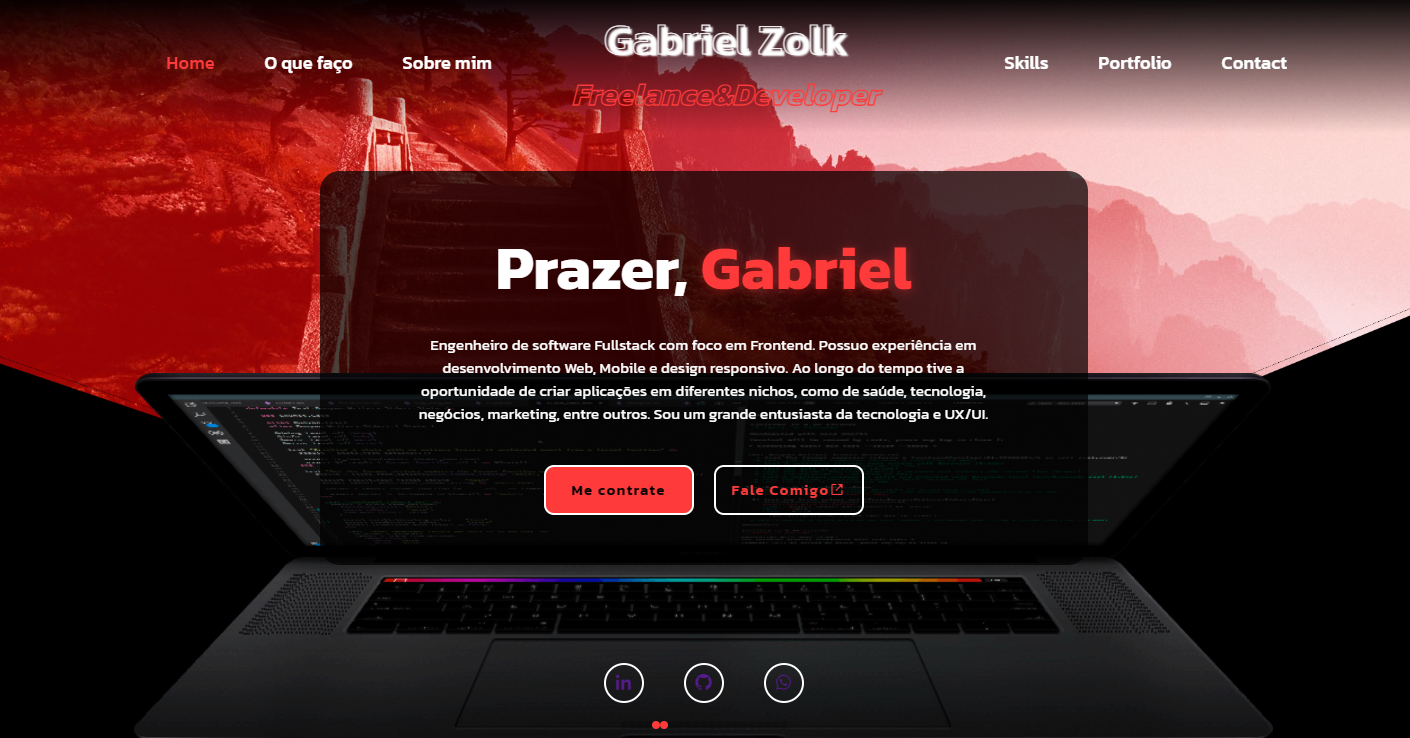 Gabriel Zolk
Freelance&Developer
Home
O que faço
Sobre mim
Skills
Portfolio
Contact
Prazer, Gabriel
Engenheiro de software Fullstack com foco em Frontend. Possuo experiência em
desenvolvimento Web, Mobile e design responsivo. Ao longo do tempo tive a
oportunidade de criar aplicações em diferentes nichos, como de saúde, tecnologia,
negócios, marketing, entre outros. Sou um grande entusiasta da tecnologia e UX/UI.
Me contrate
Fale Comigo
in